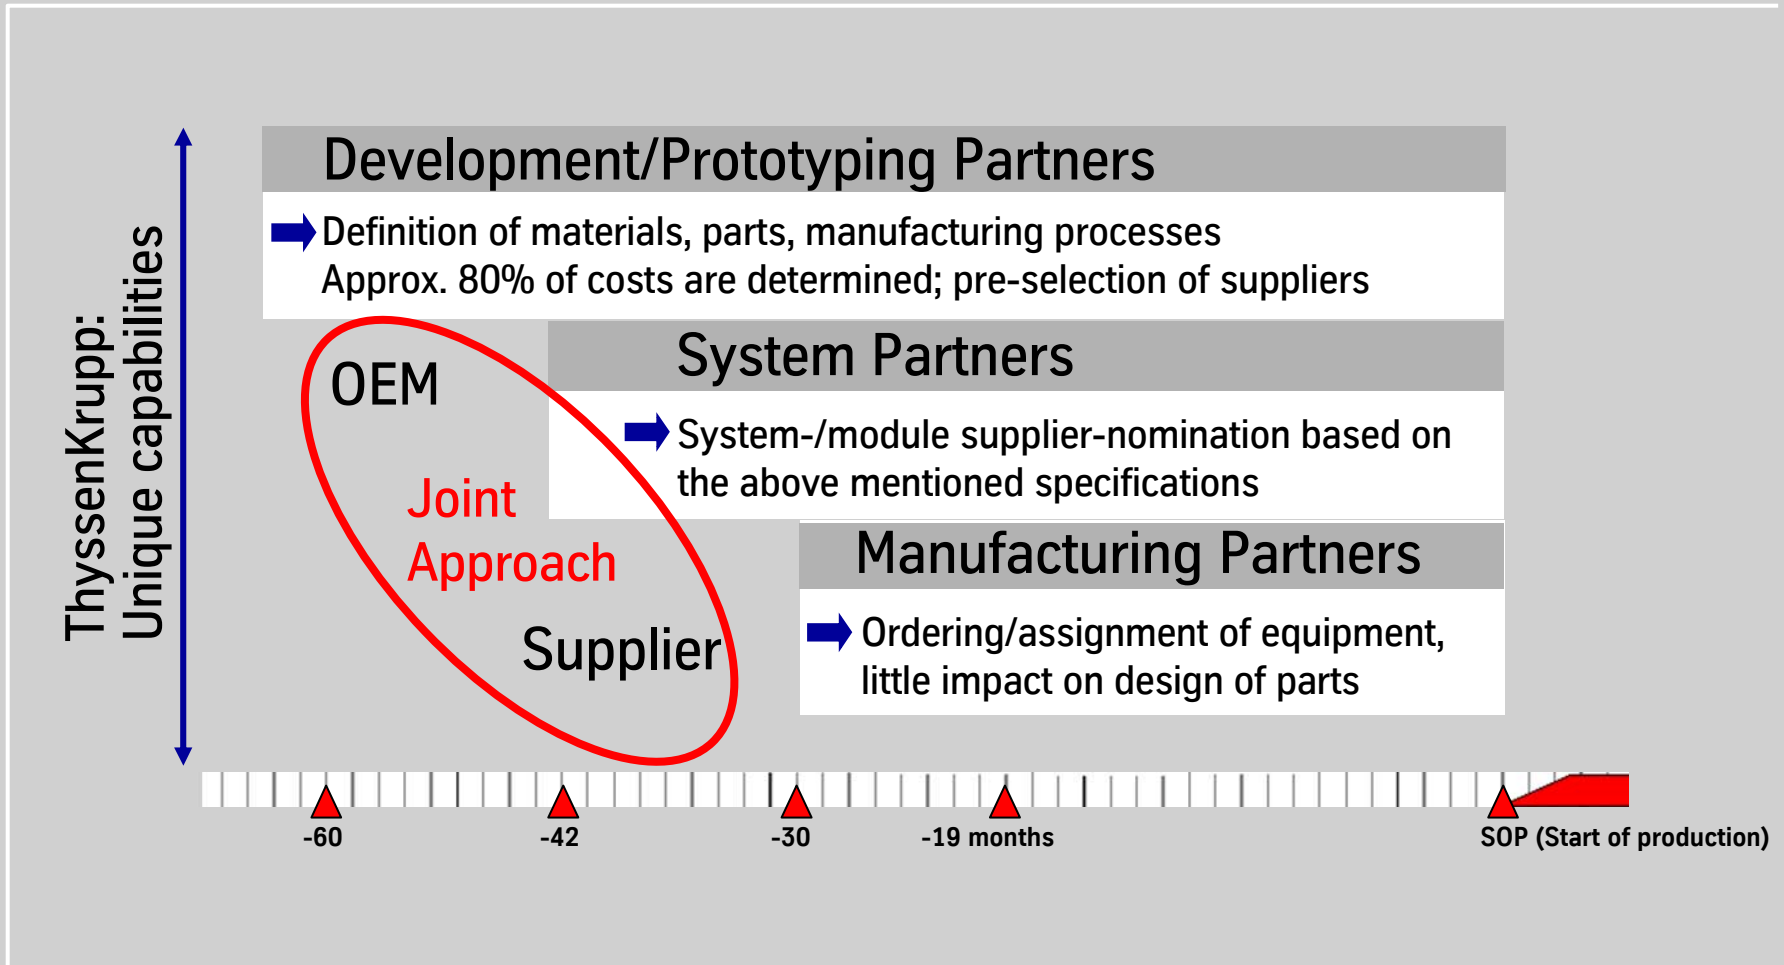 ThyssenKrupp:
Unique capabilities
Development/Prototyping Partners
Definition of materials, parts, manufacturing processes
Approx. 80% of costs are determined; pre-selection of suppliers
OEM
Joint
Approach
Supplier
System Partners
System-/module supplier-nomination based on
the above mentioned specifications
Manufacturing Partners
Ordering/assignment of equipment,
little impact on design of parts
-60
-42
-30
-19 months
SOP (Start of production)